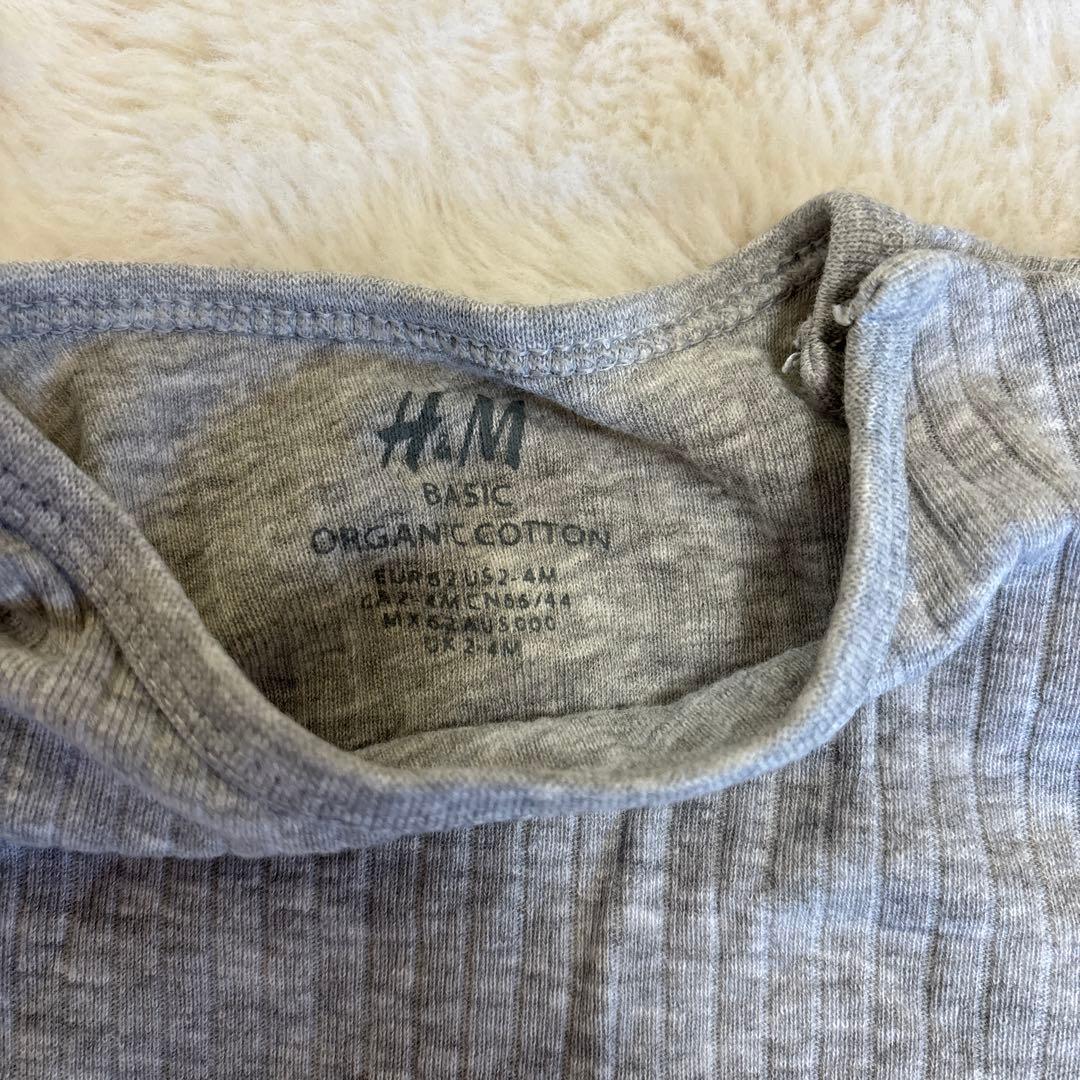 H&M
BASIC
ORGANIC COTTON
EUR 62 US 2-4M
CA 2-4M CN 66/44
MX 62 AUS 000
UK 2-4M